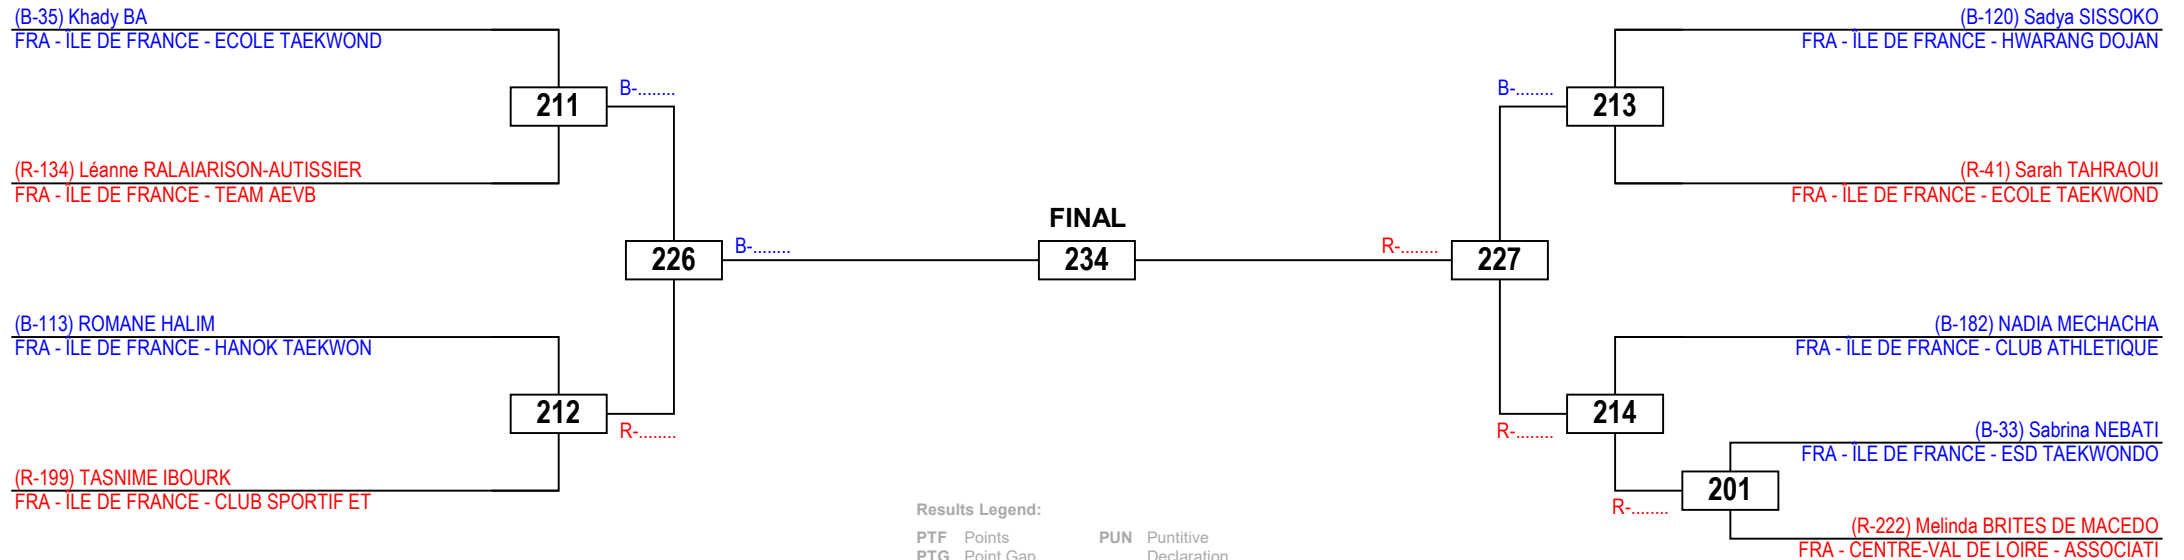 (B-35) Khady BA
FRA - ÎLE DE FRANCE - ECOLE TAEKWOND
211
B-........
(R-134) Léanne RALAIARISON-AUTISSIER
FRA - ÎLE DE FRANCE - TEAM AEVB
226
B-........
(B-113) ROMANE HALIM
FRA - ÎLE DE FRANCE - HANOK TAEKWON
212
R-........
(R-199) TASNIME IBOURK
FRA - ÎLE DE FRANCE - CLUB SPORTIF ET
FINAL
234
(B-120) Sadya SISSOKO
FRA - ÎLE DE FRANCE - HWARANG DOJAN
B-........
213
(R-41) Sarah TAHRAOUI
FRA - ÎLE DE FRANCE - ECOLE TAEKWOND
R-........
227
(B-182) NADIA MECHACHA
FRA - ÎLE DE FRANCE - CLUB ATHLETIQUE
R-........
214
(B-33) Sabrina NEBATI
FRA - ÎLE DE FRANCE - ESD TAEKWONDO
R-........
201
(R-222) Melinda BRITES DE MACEDO
FRA - CENTRE-VAL DE LOIRE - ASSOCIATI
Results Legend:
PTF Points PUN Puntitive
PTG Point Gap Declaration